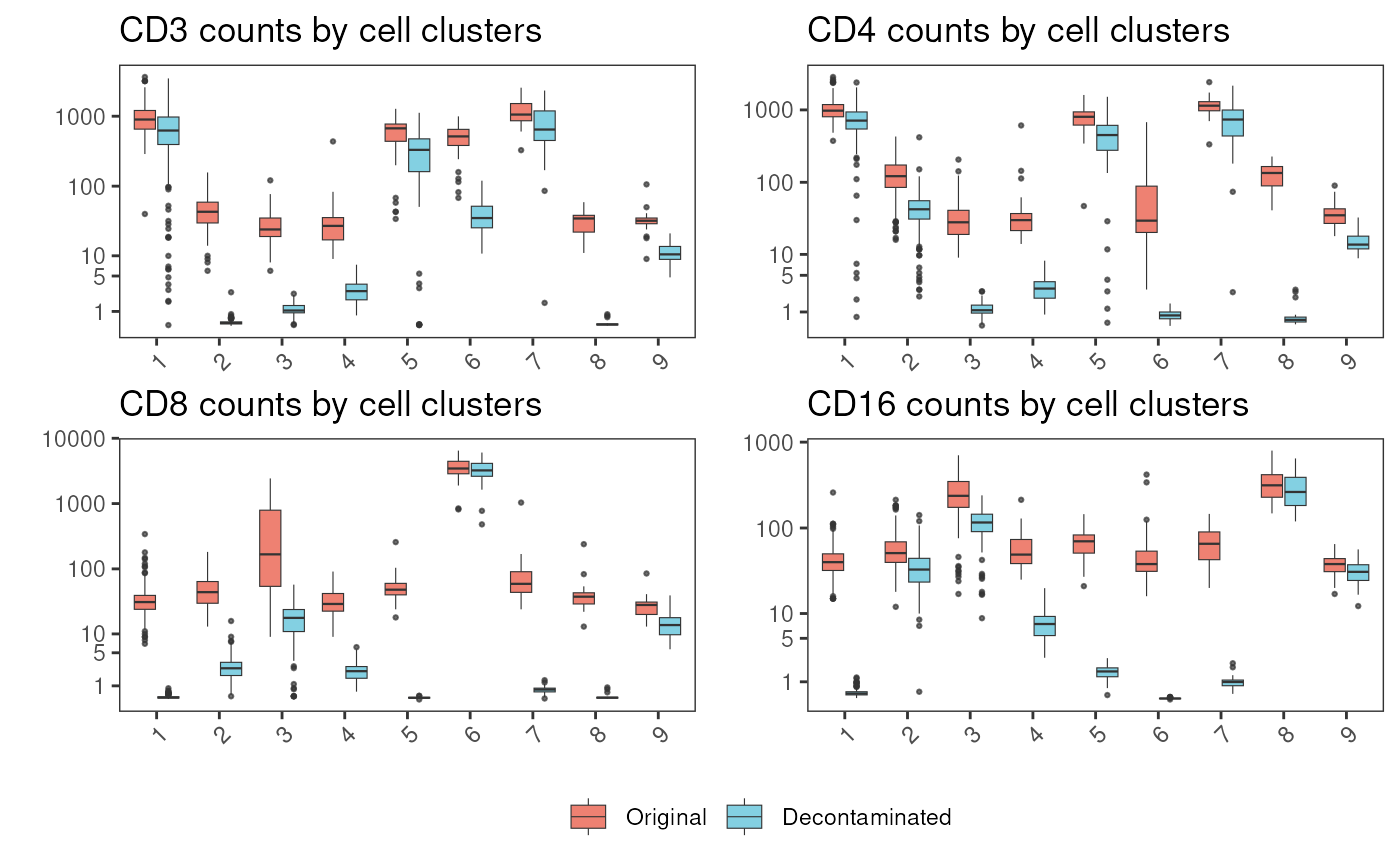 CD3 counts by cell clusters
1000
100
10
5
1
1 2 3 4 5 6 7 8 9
CD4 counts by cell clusters
1000
100
10
5
1
1 2 3 4 5 6 7 8 9
CD8 counts by cell clusters
10000
1000
100
10
5
1
1 2 3 4 5 6 7 8 9
CD16 counts by cell clusters
1000
100
10
5
1
1 2 3 4 5 6 7 8 9
Original Decontaminated